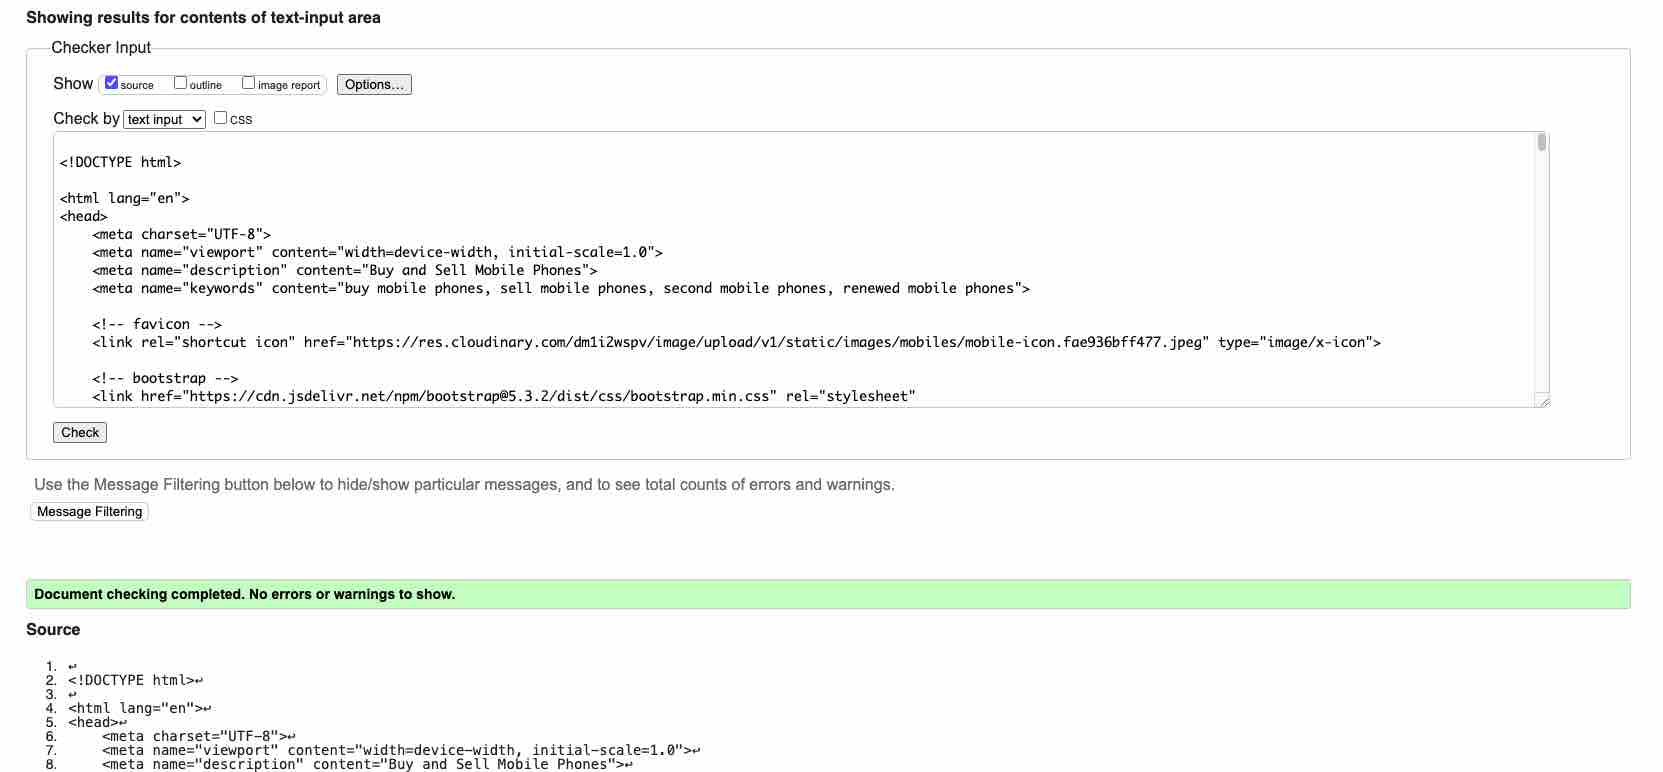 Showing results for contents of text-input area
Checker Input
Show source outline image report Options...
Check by text input css
<!DOCTYPE html>
<html lang="en">
<head>
<meta charset="UTF-8">
<meta name="viewport" content="width=device-width, initial-scale=1.0">
<meta name="description" content="Buy and Sell Mobile Phones">
<meta name="keywords" content="buy mobile phones, sell mobile phones, second mobile phones, renewed mobile phones">
<!-- favicon -->
<link rel="shortcut icon" href="https://res.cloudinary.com/dm1i2wspv/image/upload/v1/static/images/mobiles/mobile-icon.fae936bff477.jpeg" type="image/x-icon">
<!-- bootstrap -->
<link href="https://cdn.jsdelivr.net/npm/bootstrap@5.3.2/dist/css/bootstrap.min.css" rel="stylesheet"
Check
Use the Message Filtering button below to hide/show particular messages, and to see total counts of errors and warnings.
Message Filtering
Document checking completed. No errors or warnings to show.
Source
1. ↩
2. <!DOCTYPE html>↩
3. ↩
4. <html lang="en">↩
5. <head>↩
6. <meta charset="UTF-8">↩
7. <meta name="viewport" content="width=device-width, initial-scale=1.0">↩
8. <meta name="description" content="Buy and Sell Mobile Phones">↩